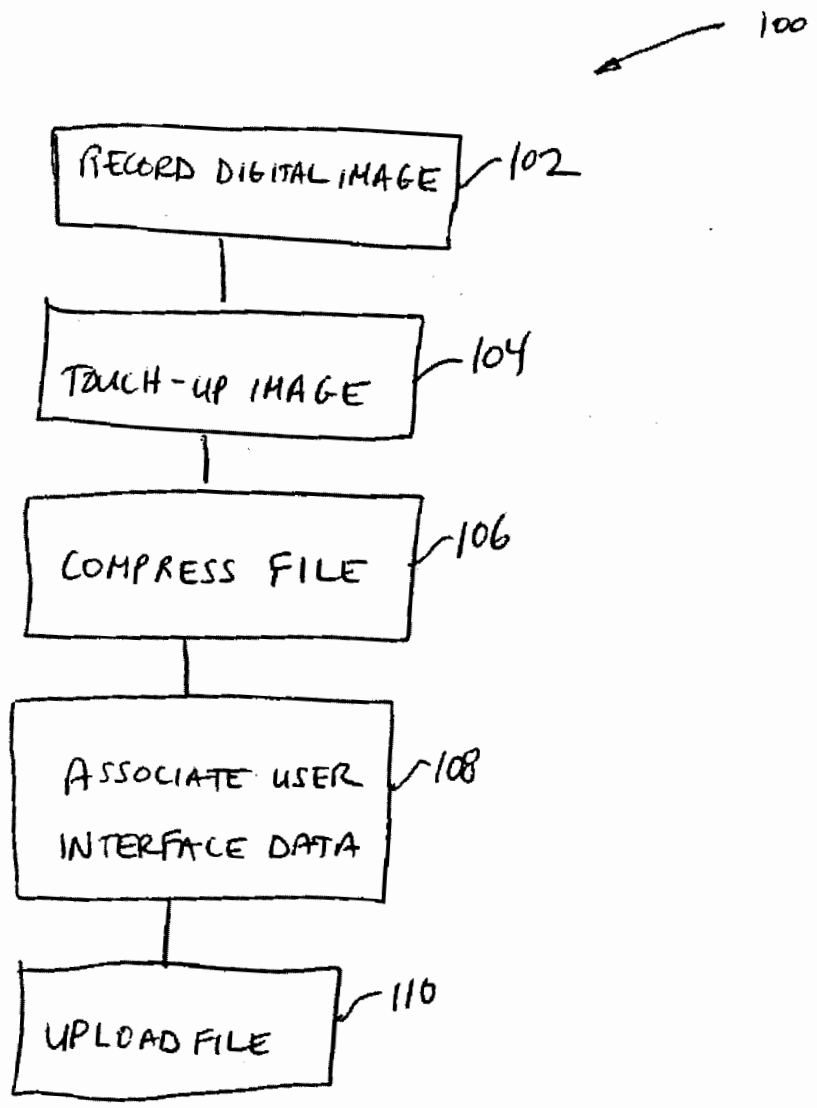 100
RECORD DIGITAL IMAGE
102
TOUCH-UP IMAGE
104
COMPRESS FILE
106
ASSOCIATE USER
108
INTERFACE DATA
UPLOAD FILE
110